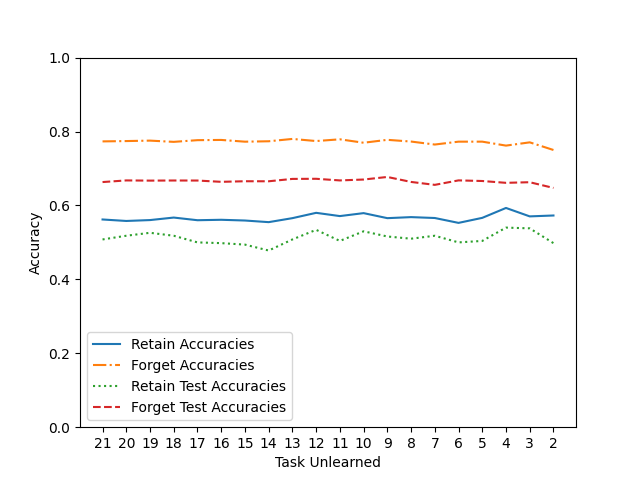 1.0
0.8
0.6
0.4
0.2
0.0
Accuracy
Retain Accuracies
Forget Accuracies
Retain Test Accuracies
Forget Test Accuracies
21 20 19 18 17 16 15 14 13 12 11 10 9 8 7 6 5 4 3 2
Task Unlearned